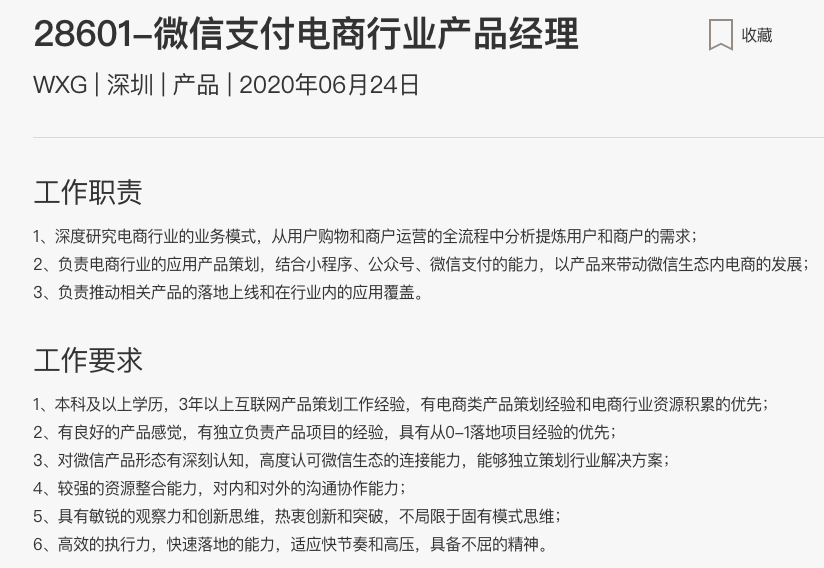 28601-微信支付电商行业产品经理
收藏
WXG | 深圳 | 产品 | 2020年06月24日
工作职责
1、深度研究电商行业的业务模式，从用户购物和商户运营的全流程中分析提炼用户和商户的需求；
2、负责电商行业的应用产品策划，结合小程序、公众号、微信支付的能力，以产品来带动微信生态内电商的发展；
3、负责推动相关产品的落地上线和在行业内的应用覆盖。
工作要求
1、本科及以上学历，3年以上互联网产品策划工作经验，有电商类产品策划经验和电商行业资源积累的优先；
2、有良好的产品感觉，有独立负责产品项目的经验，具有从0-1落地项目经验的优先；
3、对微信产品形态有深刻认知，高度认可微信生态的连接能力，能够独立策划行业解决方案；
4、较强的资源整合能力，对内和对外的沟通协作能力；
5、具有敏锐的观察力和创新思维，热衷创新和突破，不局限于固有模式思维；
6、高效的执行力，快速落地的能力，适应快节奏和高压，具备不屈的精神。